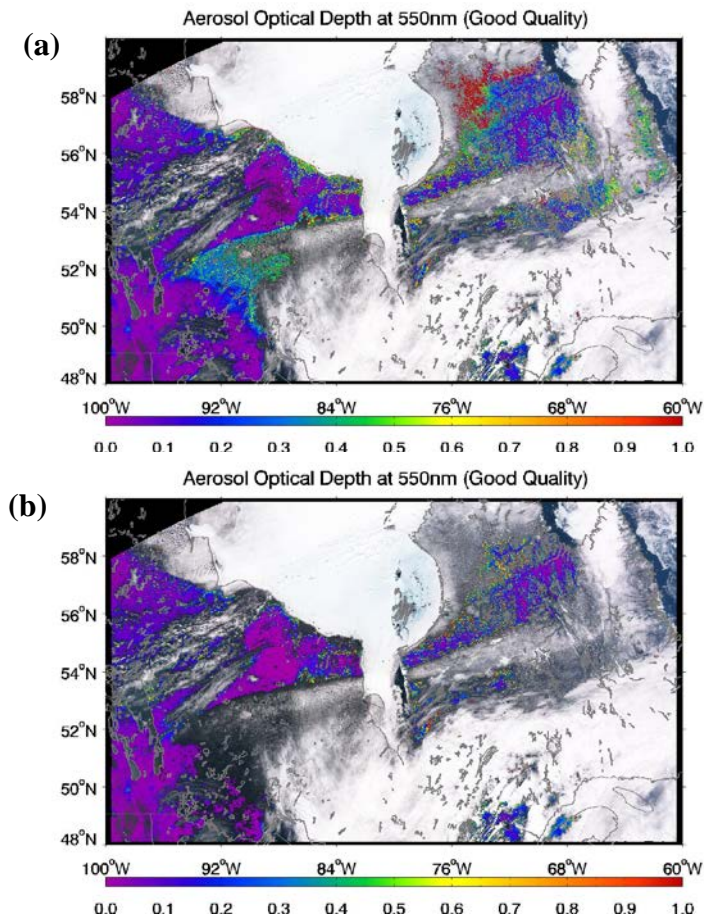 Aerosol Optical Depth at 550nm (Good Quality)
(a)
58°N
56°N
54°N
52°N
50°N
48°N
100°W 92°W 84°W 76°W 68°W 60°W
0.0 0.1 0.2 0.3 0.4 0.5 0.6 0.7 0.8 0.9 1.0
Aerosol Optical Depth at 550nm (Good Quality)
(b)
58°N
56°N
54°N
52°N
50°N
48°N
100°W 92°W 84°W 76°W 68°W 60°W
0.0 0.1 0.2 0.3 0.4 0.5 0.6 0.7 0.8 0.9 1.0